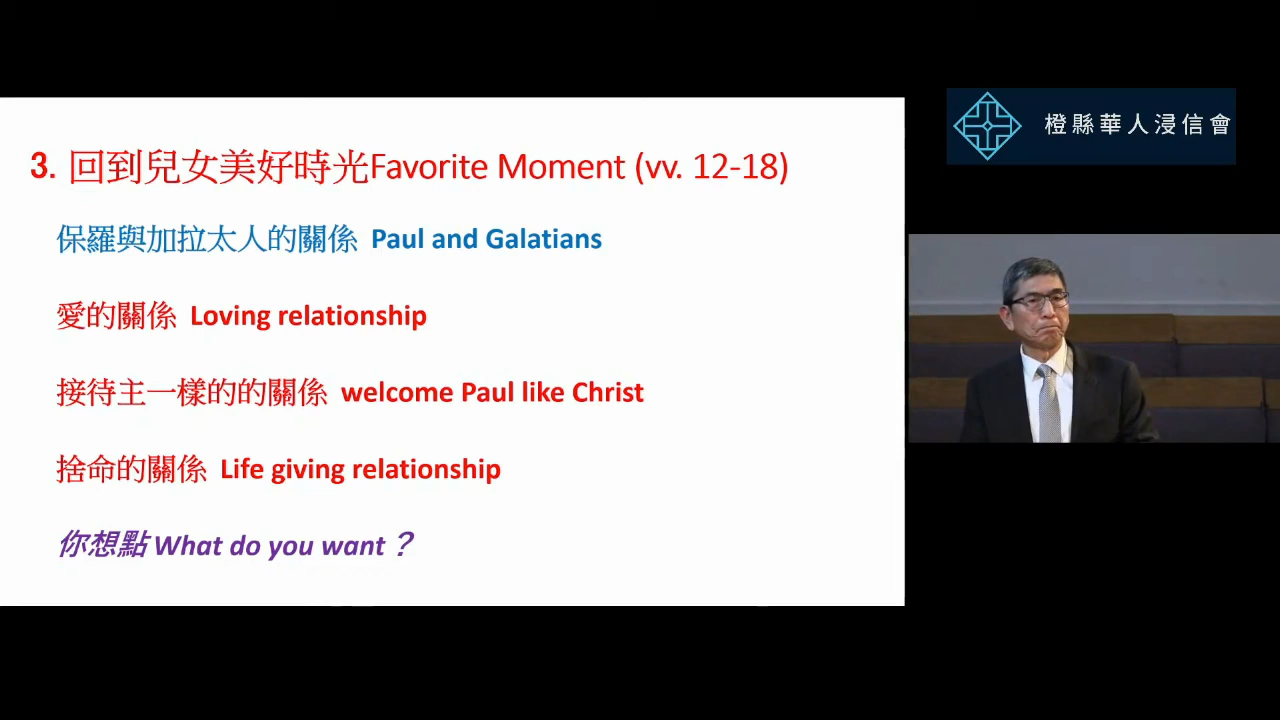 3. 回到兒女美好時光Favorite Moment (vv. 12-18)
保羅與加拉太人的關係 Paul and Galatians
愛的關係 Loving relationship
接待主一樣的的關係 welcome Paul like Christ
捨命的關係 Life giving relationship
你想點 What do you want？
橙縣華人浸信會